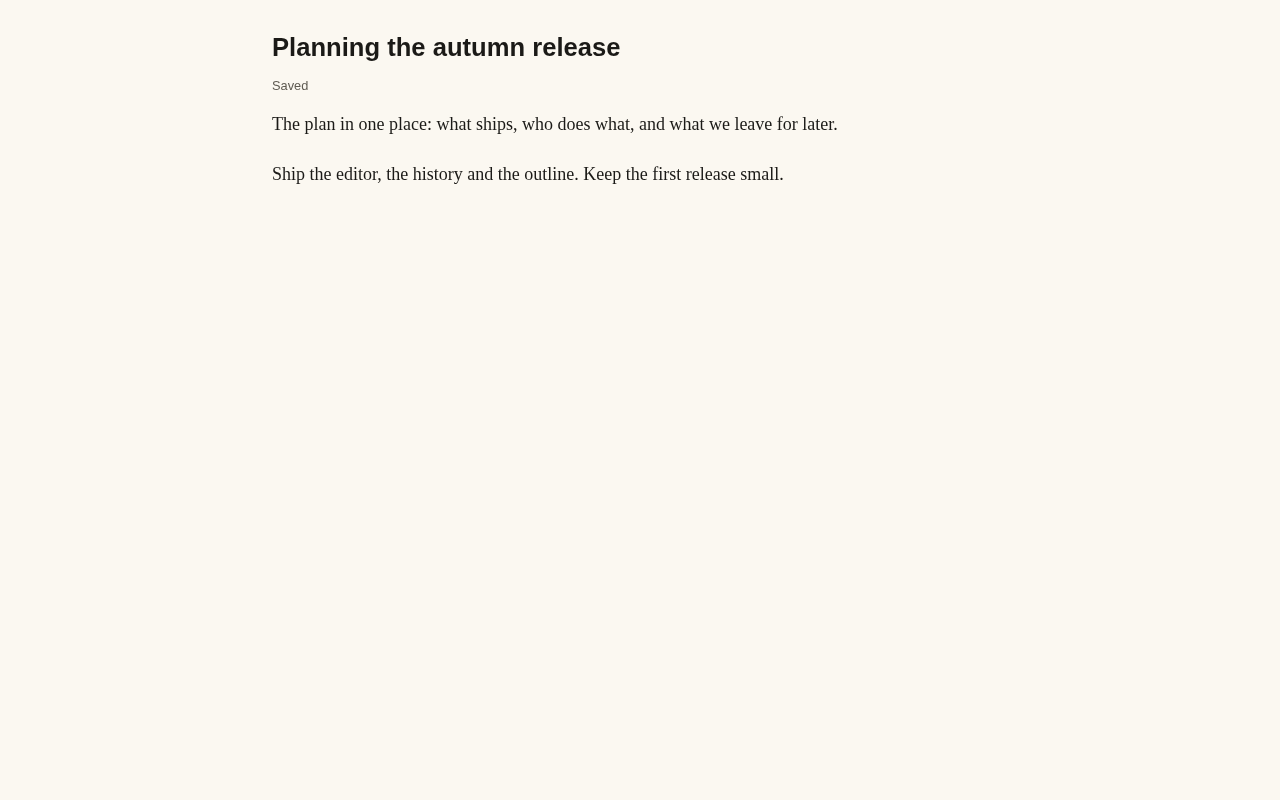 Planning the autumn release
Saved
The plan in one place: what ships, who does what, and what we leave for later.
Ship the editor, the history and the outline. Keep the first release small.